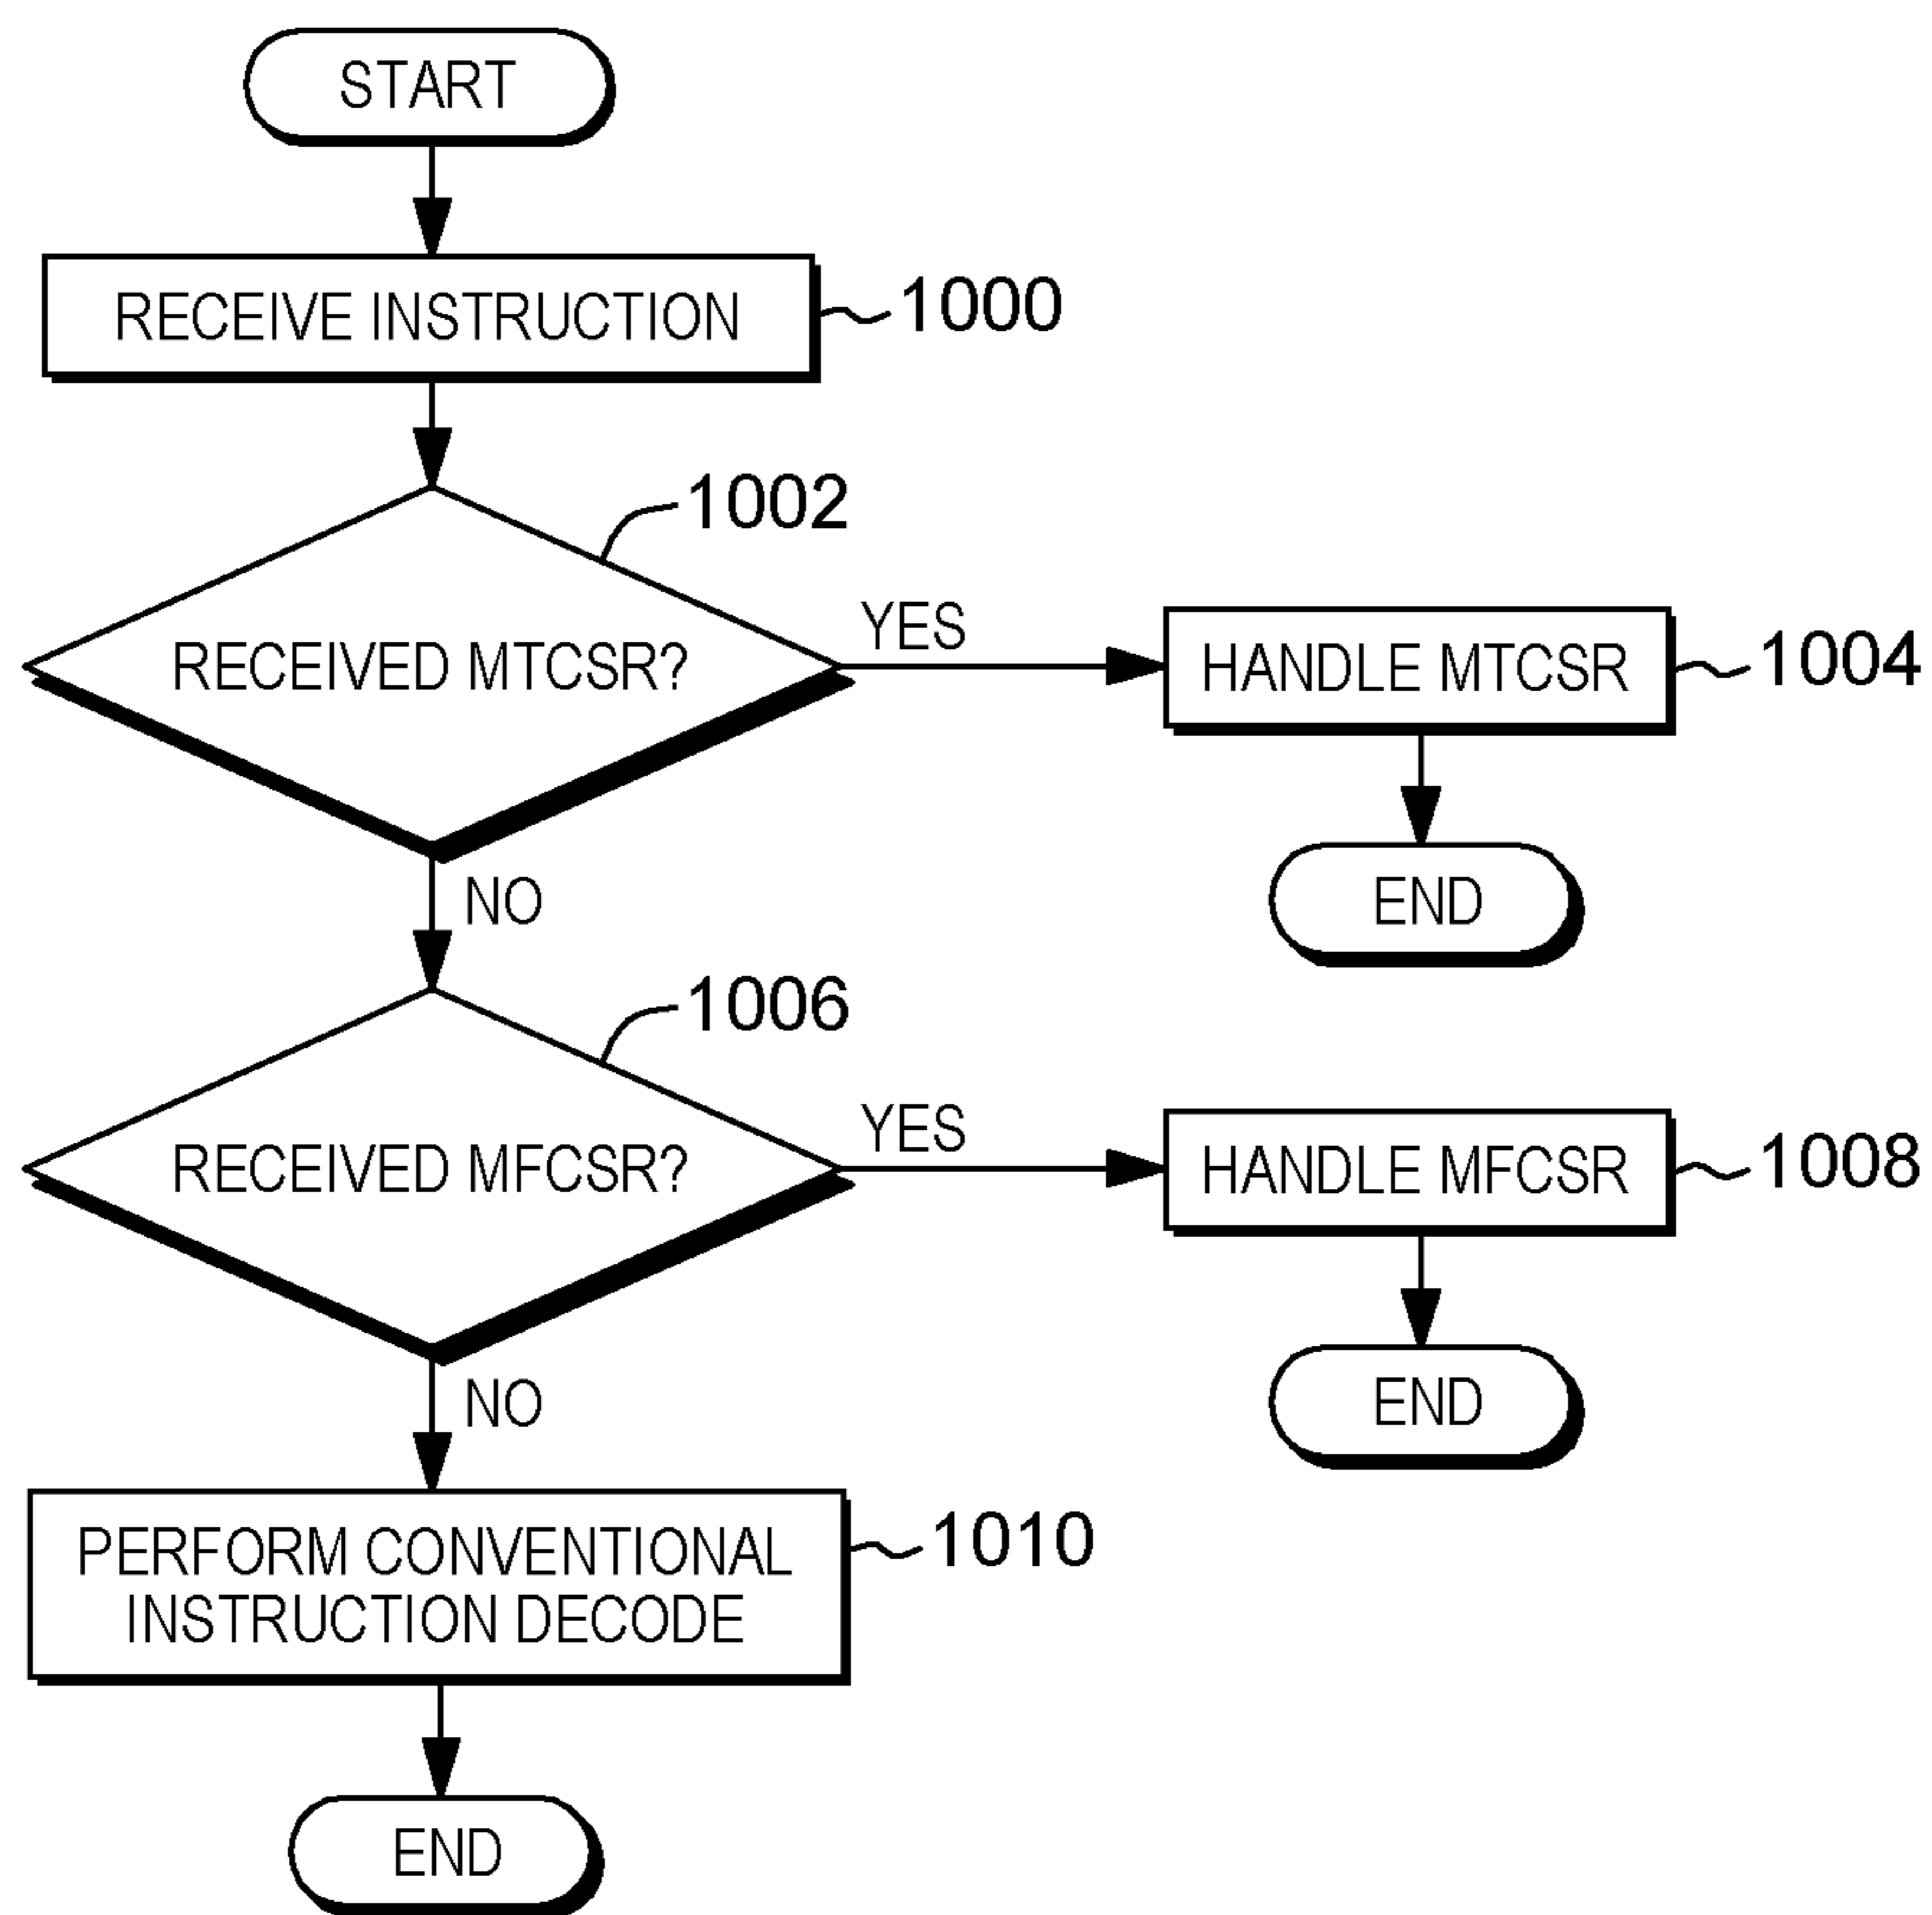 START
RECEIVE INSTRUCTION
1000
1002
RECEIVED MTCSR?
YES
HANDLE MTCSR
1004
END
NO
1006
RECEIVED MFCSR?
YES
HANDLE MFCSR
1008
END
NO
PERFORM CONVENTIONAL
INSTRUCTION DECODE
1010
END